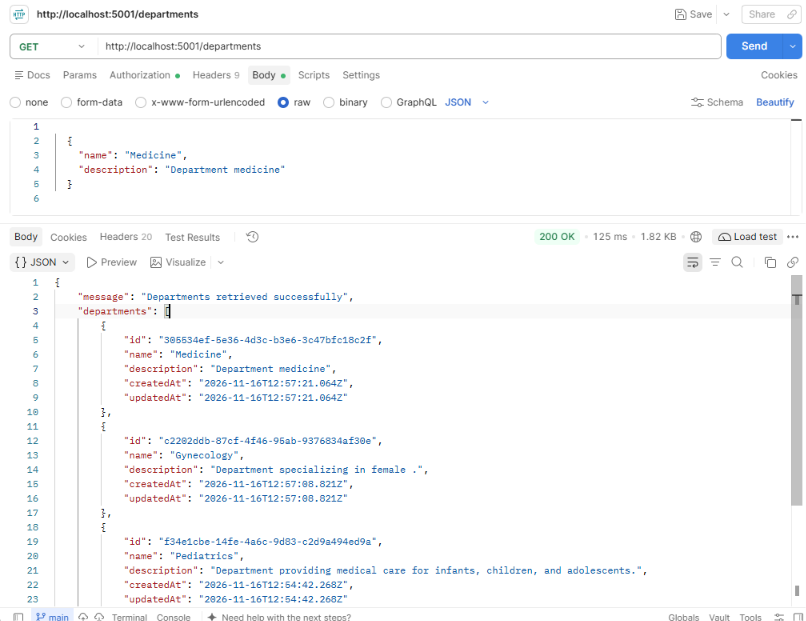 HTTP http://localhost:5001/departments Save Share
GET http://localhost:5001/departments Send
Docs Params Authorization Headers 9 Body Scripts Settings Cookies
none form-data x-www-form-urlencoded raw binary GraphQL JSON Schema Beautify
1
2 {
3 "name": "Medicine",
4 "description": "Department medicine"
5 }
6
Body Cookies Headers 20 Test Results 200 OK • 125 ms • 1.82 KB • Load test •••
{} JSON Preview Visualize
1 {
2 "message": "Departments retrieved successfully",
3 "departments": [
4 {
5 "id": "305534ef-5e36-4d3c-b3e6-3c47bfc18c2f",
6 "name": "Medicine",
7 "description": "Department medicine",
8 "createdAt": "2026-11-16T12:57:21.064Z",
9 "updatedAt": "2026-11-16T12:57:21.064Z"
10 },
11 {
12 "id": "c2202ddb-87cf-4f46-95ab-9376834af30e",
13 "name": "Gynecology",
14 "description": "Department specializing in female .",
15 "createdAt": "2026-11-16T12:57:08.821Z",
16 "updatedAt": "2026-11-16T12:57:08.821Z"
17 },
18 {
19 "id": "f34e1cbe-14fe-4a6c-9d83-c2d9a494ed9a",
20 "name": "Pediatrics",
21 "description": "Department providing medical care for infants, children, and adolescents.",
22 "createdAt": "2026-11-16T12:54:42.268Z",
23 "updatedAt": "2026-11-16T12:54:42.268Z"
main Terminal Console Need help with the next steps? Globals Vault Tools